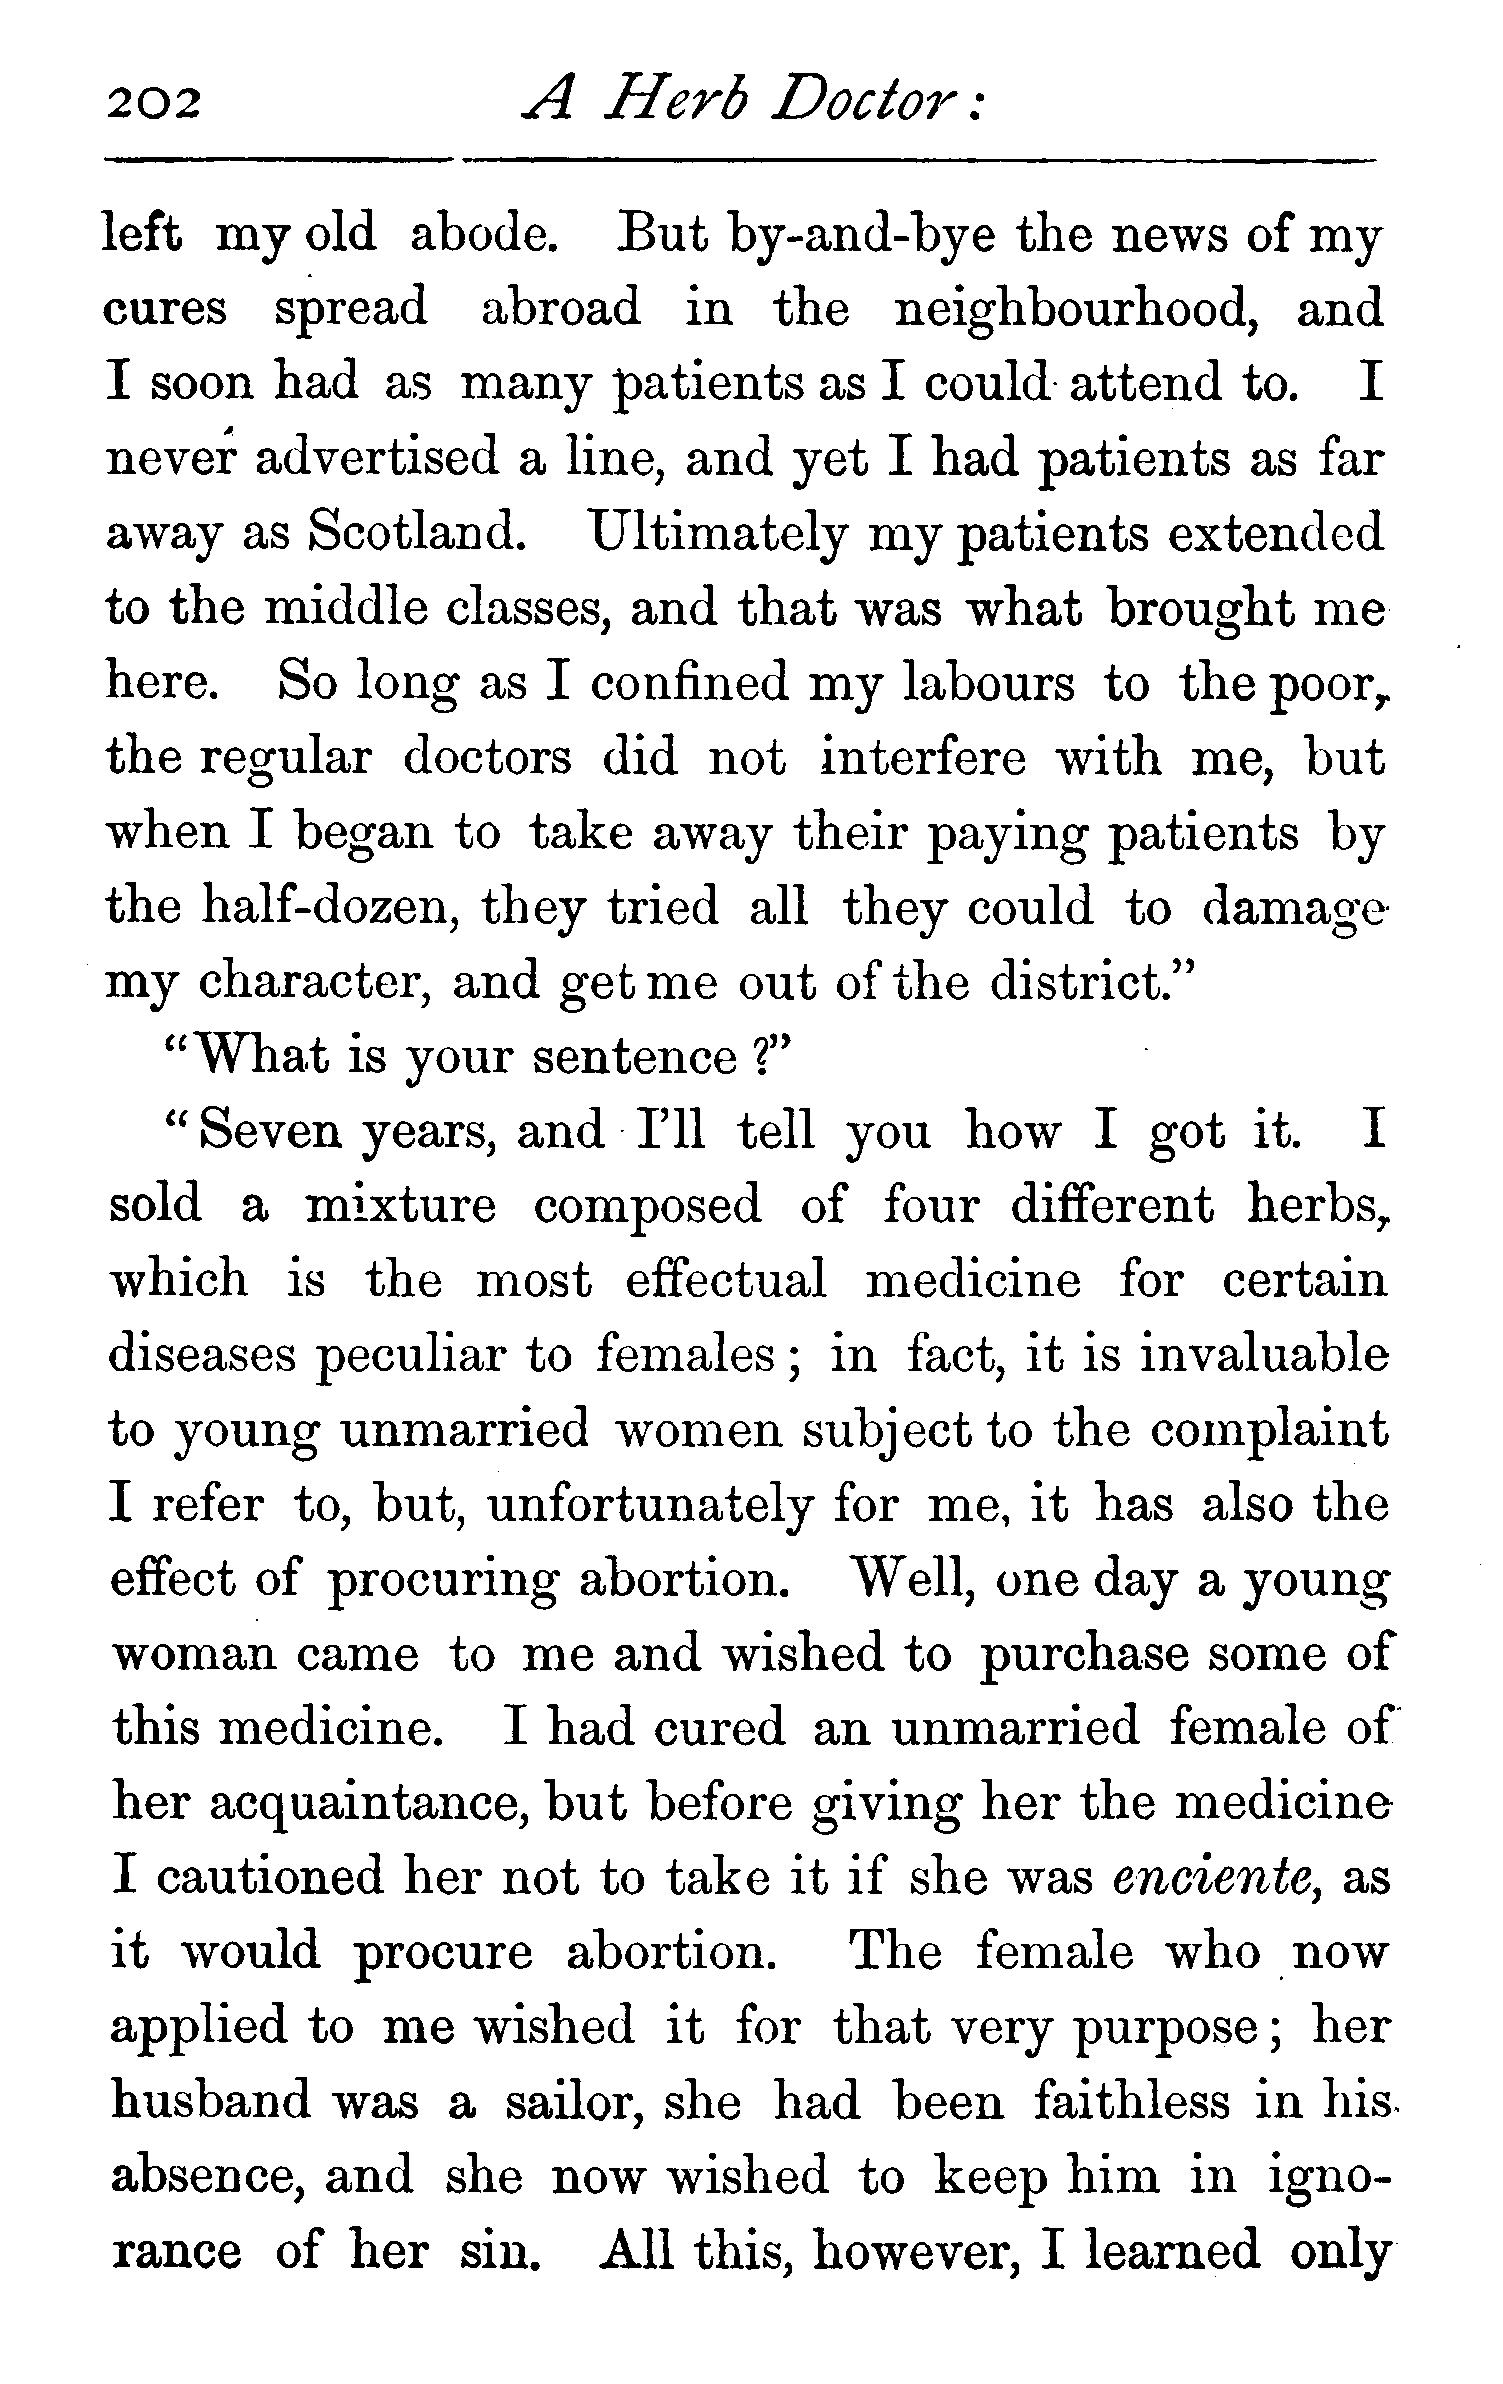 202 A Herb Doctor :
left my old abode. But by-and-bye the news of my
cures spread abroad in the neighbourhood, and
I soon had as many patients as I could attend to. I
never advertised a line, and yet I had patients as far
away as Scotland. Ultimately my patients extended
to the middle classes, and that was what brought me
here. So long as I confined my labours to the poor,
the regular doctors did not interfere with me, but
when I began to take away their paying patients by
the half-dozen, they tried all they could to damage
my character, and get me out of the district."
"What is your sentence ?"
"Seven years, and I'll tell you how I got it. I
sold a mixture composed of four different herbs,
which is the most effectual medicine for certain
diseases peculiar to females ; in fact, it is invaluable
to young unmarried women subject to the complaint
I refer to, but, unfortunately for me, it has also the
effect of procuring abortion. Well, one day a young
woman came to me and wished to purchase some of
this medicine. I had cured an unmarried female of
her acquaintance, but before giving her the medicine
I cautioned her not to take it if she was enciente, as
it would procure abortion. The female who now
applied to me wished it for that very purpose ; her
husband was a sailor, she had been faithless in his
absence, and she now wished to keep him in igno-
rance of her sin. All this, however, I learned only